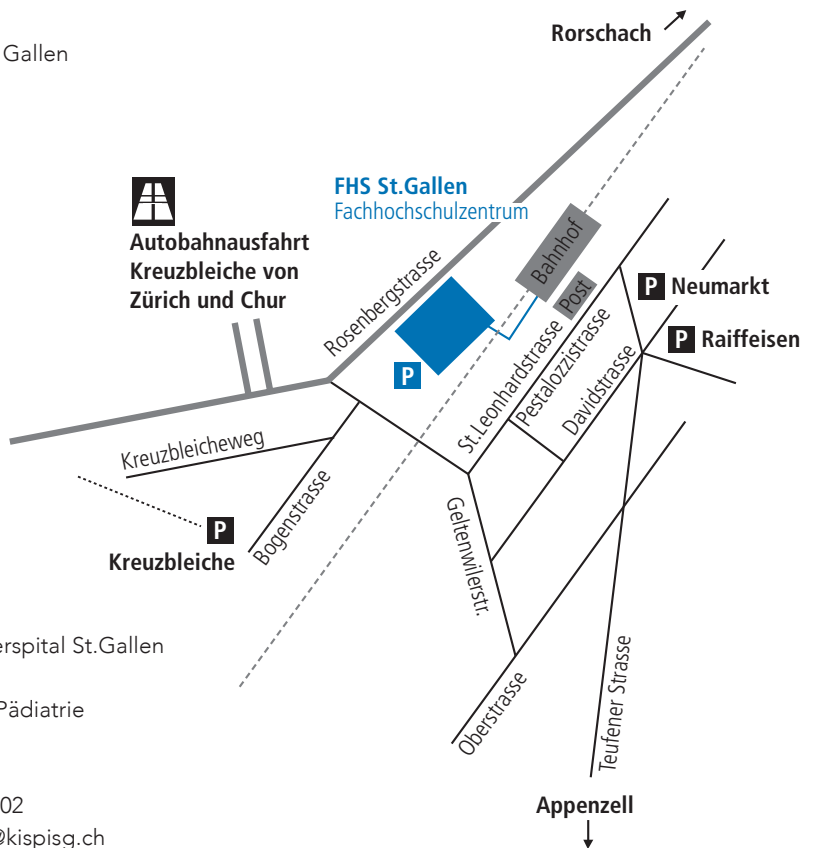 Rorschach
Gallen
FHS St.Gallen
Fachhochschulzentrum
Autobahnausfahrt
Kreuzbleiche von
Zürich und Chur
Rosenbergstrasse
Bahnhof
Post
P Neumarkt
P Raiffeisen
P
St.Leonhardstrasse
Pestalozzistrasse
Davidstrasse
Kreuzbleicheweg
Bogenstrasse
P
Kreuzbleiche
Geltenwilerstr.
erspital St.Gallen
Pädiatrie
Oberstrasse
Teufener Strasse
02
Appenzell
@kispisg.ch